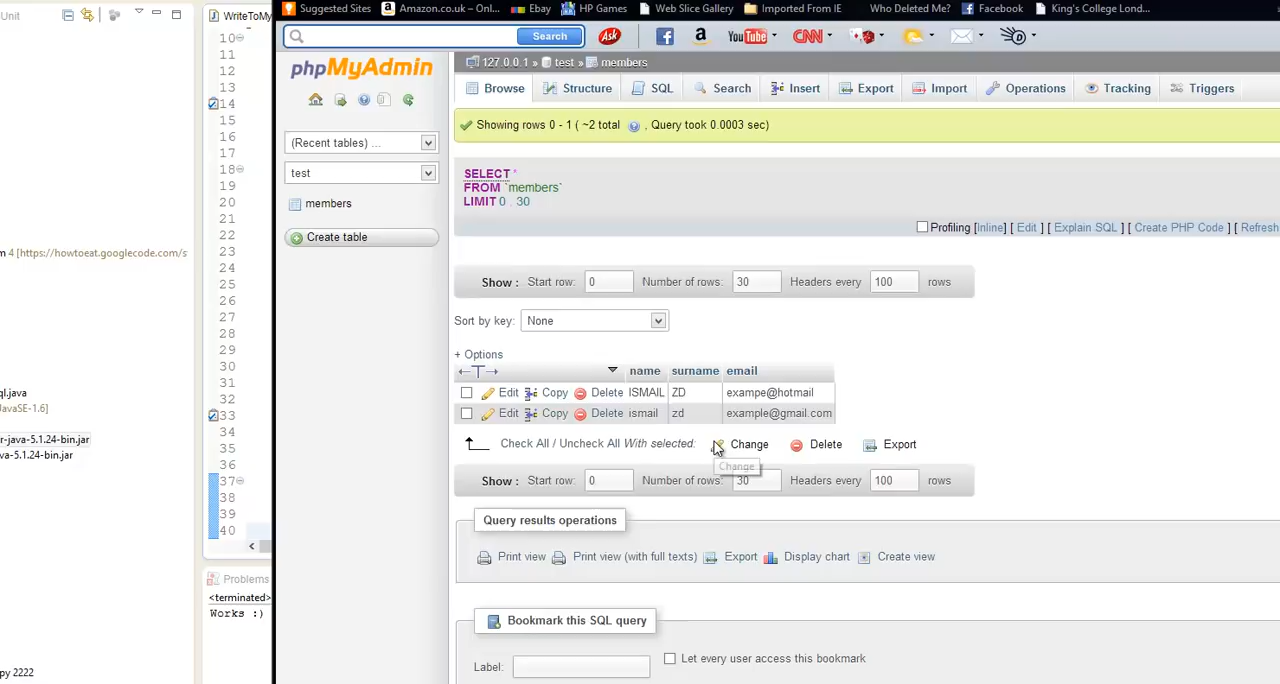 Suggested Sites Amazon.co.uk – Onl... Ebay HP Games Web Slice Gallery Imported From IE Who Deleted Me? Facebook King's College Lond...
Unit
WriteToMy
Search Ask You Tube CNN
phpMyAdmin
127.0.0.1 » test » members
Browse Structure SQL Search Insert Export Import Operations Tracking Triggers
Showing rows 0 - 1 ( ~2 total , Query took 0.0003 sec)
(Recent tables) ...
test
members
Create table
SELECT *
FROM `members`
LIMIT 0 , 30
Profiling [Inline] [ Edit ] [ Explain SQL ] [ Create PHP Code ] [ Refresh
Show : Start row: 0 Number of rows: 30 Headers every 100 rows
Sort by key: None
+ Options
←T→ name surname email
Edit Copy Delete ISMAIL ZD exampe@hotmail
Edit Copy Delete ismail zd example@gmail.com
Check All / Uncheck All With selected: Change Delete Export
Change
Show : Start row: 0 Number of rows: 30 Headers every 100 rows
Query results operations
Print view Print view (with full texts) Export Display chart Create view
Bookmark this SQL query
Label: Let every user access this bookmark
10
11
12
13
14
15
16
17
18
19
20
21
22
23
24
25
26
27
28
29
30
31
32
33
34
35
36
37
38
39
40
m 4 [https://howtoeat.googlecode.com/s
ql.java
JavaSE-1.6]
r-java-5.1.24-bin.jar
va-5.1.24-bin.jar
py 2222
Problems
<terminated>
Works :)